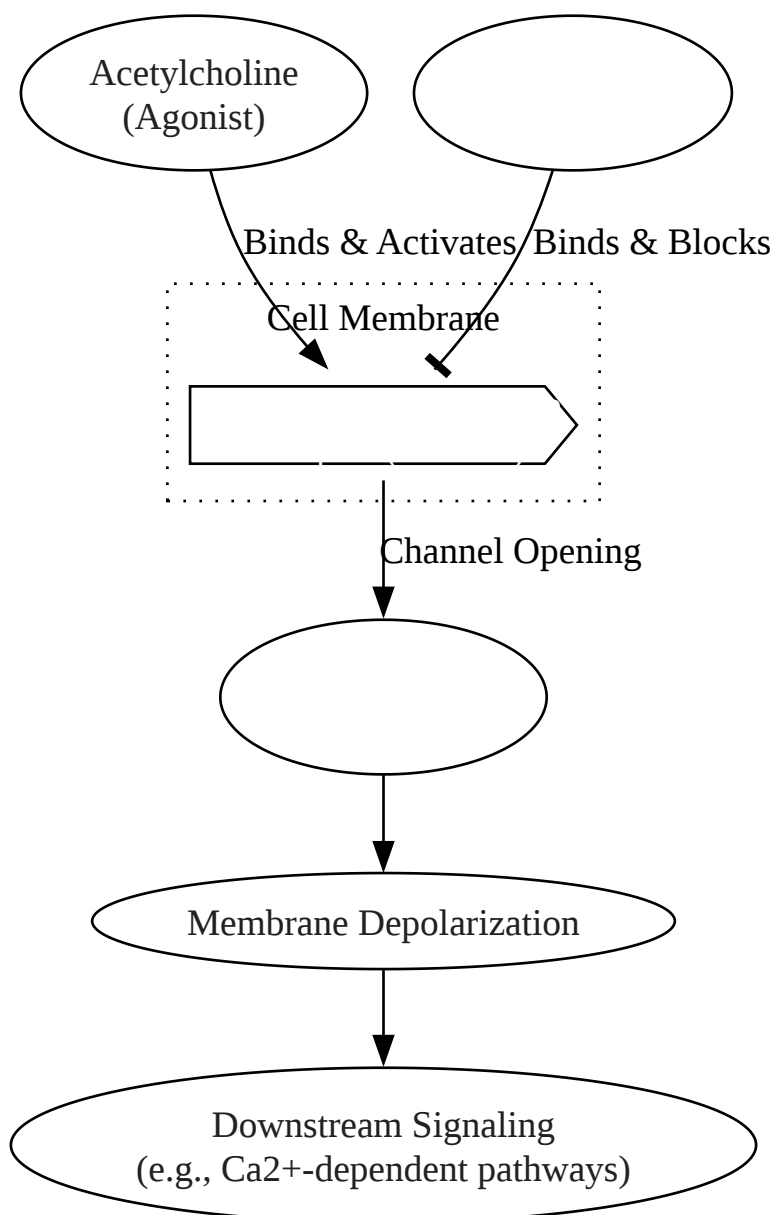 Acetylcholine
(Agonist)
Binds & Activates
Binds & Blocks
Cell Membrane
Channel Opening
Membrane Depolarization
Downstream Signaling
(e.g., Ca2+-dependent pathways)